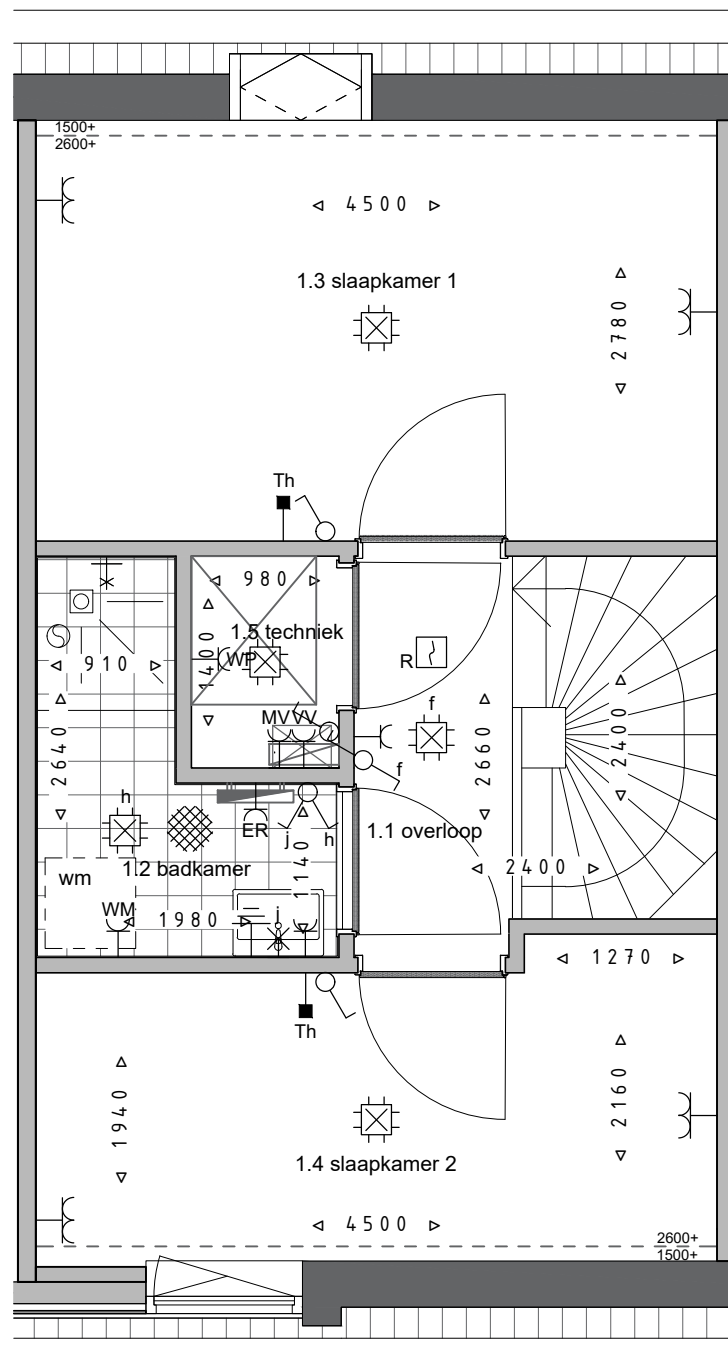 1500+
2600+
4500
1.3 slaapkamer 1
2780
Th
980
1.5 techniek
1400
WP
R
910
MV VV
f
f
2660
2400
2640
h
ER
j
h
1.1 overloop
1140
1.2 badkamer
wm
2400
WM
1980
j
1270
Th
1940
2160
1.4 slaapkamer 2
4500
2600+
1500+